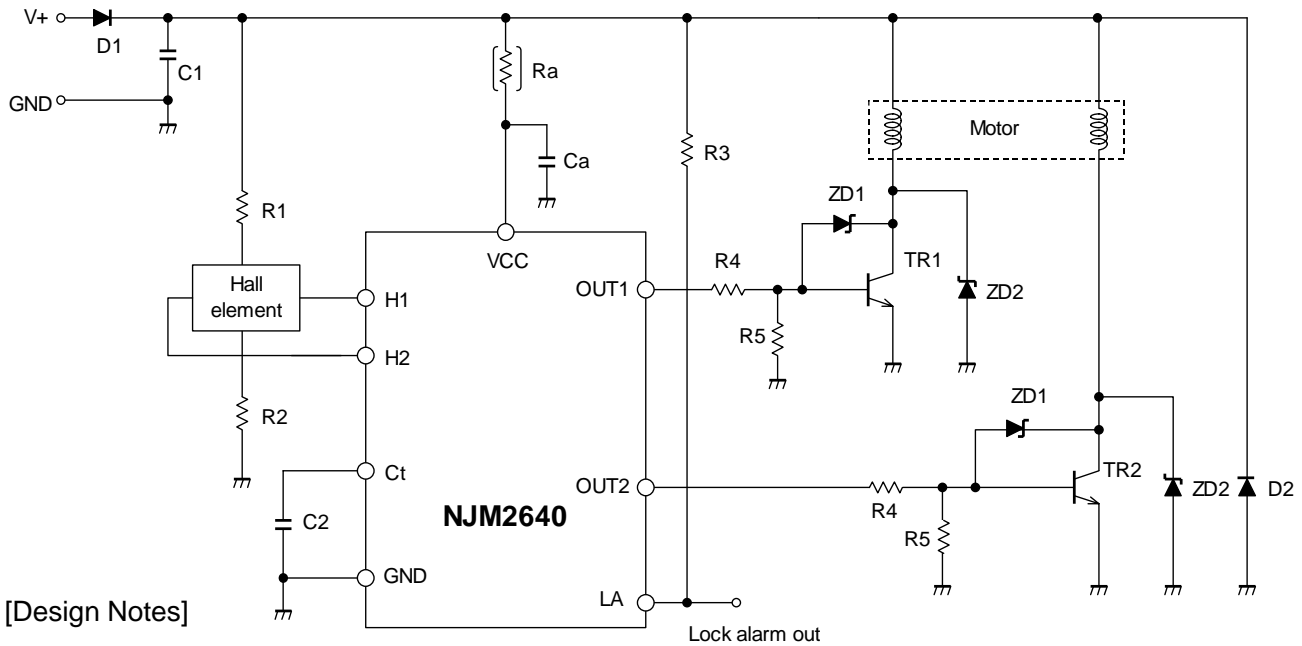 V+
D1
C1
GND
Ra
Ca
R3
Motor
R1
ZD1
VCC
R4
TR1
Hall
element
H1
OUT1
ZD2
R5
H2
R2
ZD1
Ct
TR2
OUT2
ZD2
D2
C2
NJM2640
R4
R5
GND
LA
[Design Notes]
Lock alarm out